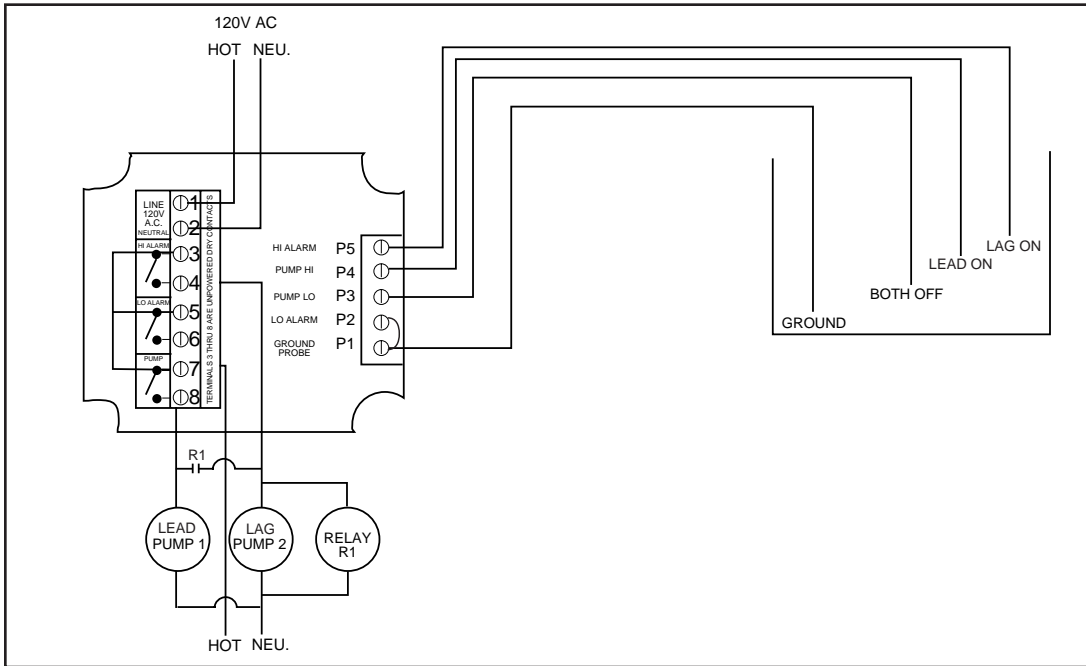 120V AC
HOT NEU.
LINE
120V
A.C.
NEUTRAL
HI ALARM
LO ALARM
PUMP
1
2
3
4
5
6
7
8
TERMINALS 3 THRU 8 ARE UNPOWERED DRY CONTACTS
HI ALARM P5
PUMP HI P4
PUMP LO P3
LO ALARM P2
GROUND
PROBE P1
LAG ON
LEAD ON
BOTH OFF
GROUND
R1
LEAD
PUMP 1
LAG
PUMP 2
RELAY
R1
HOT NEU.